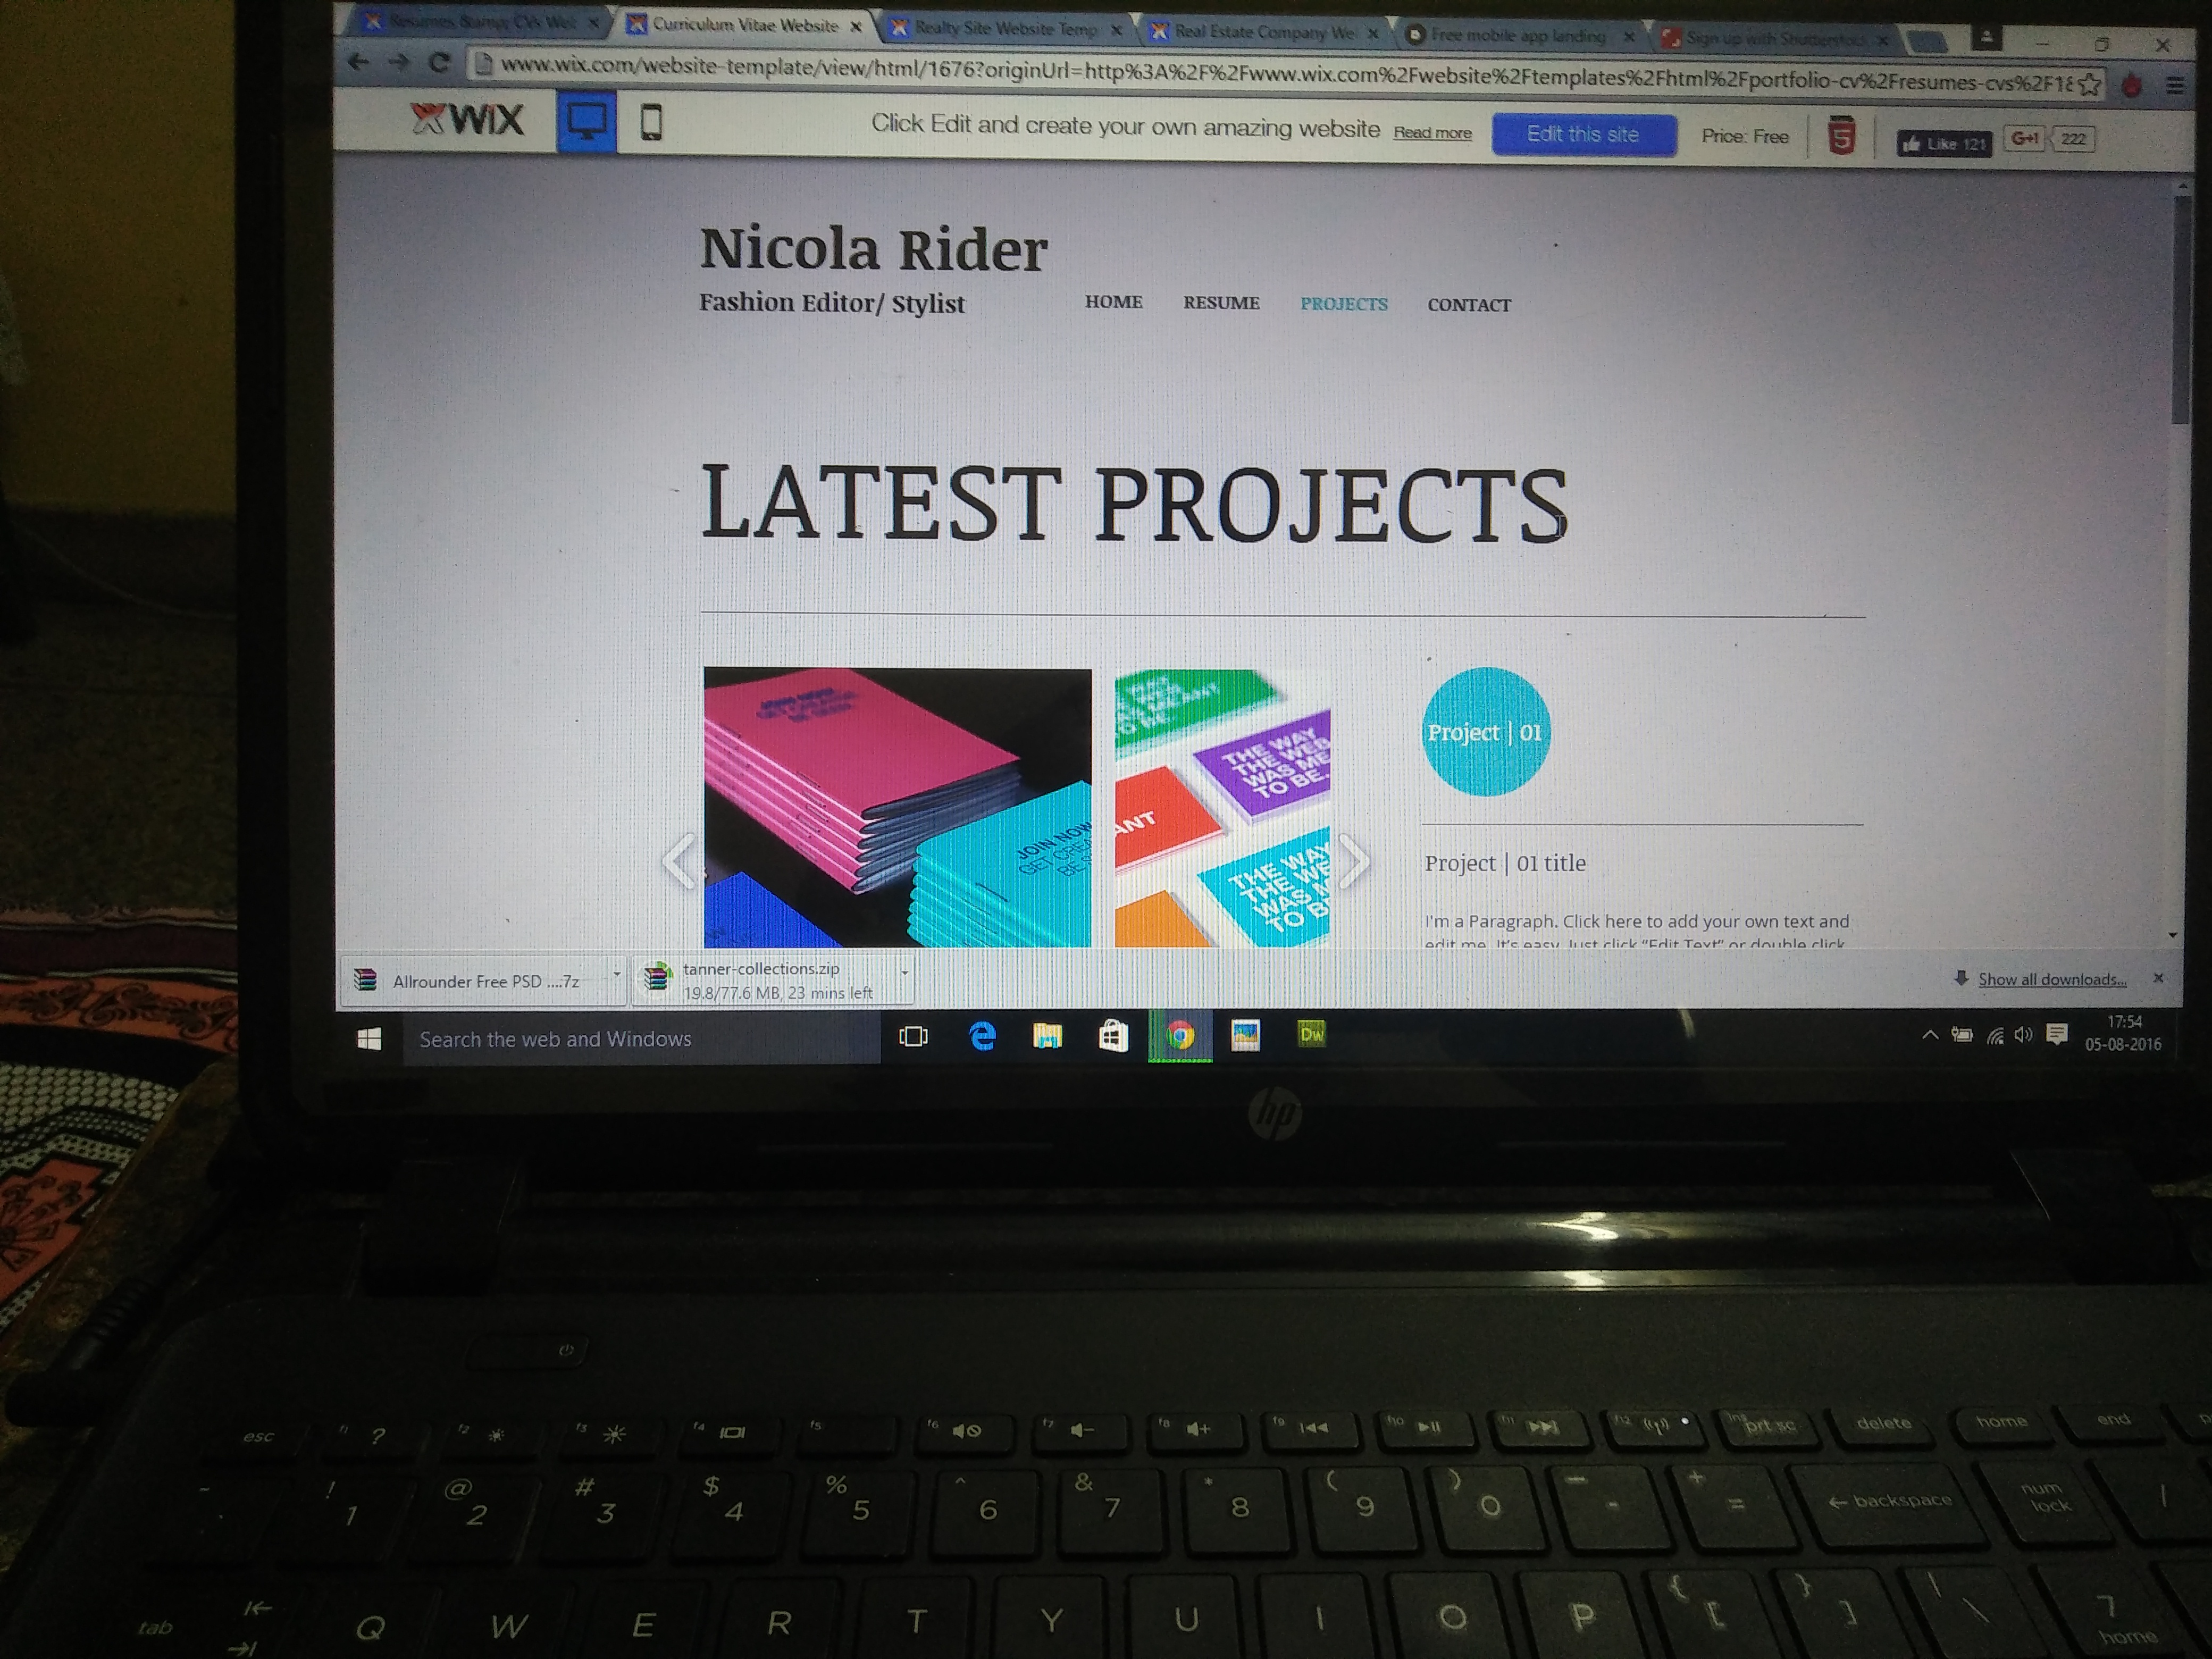 Resumes &amp; CVs Web
Curriculum Vitae Website
Realty Site Website Temp
Real Estate Company We
Free mobile app landing
Sign up with Shutterstock
www.wix.com/website-template/view/html/1676?originUrl=http%3A%2F%2Fwww.wix.com%2Fwebsite%2Ftemplates%2Fhtml%2Fportfolio-cv%2Fresumes-cvs%2F1&
WIX
Click Edit and create your own amazing website Read more
Edit this site
Price: Free
5
Like 121
G+1 222
Nicola Rider
Fashion Editor/ Stylist
HOME RESUME PROJECTS CONTACT
LATEST PROJECTS
JOIN NOW
GET CREA
BE
THE WAY
THE WEB
WAS ME
TO BE.
ANT
THE WAY
THE WE
WAS M
TO B
Project | 01
Project | 01 title
I'm a Paragraph. Click here to add your own text and
edit me. It's easy. Just click "Edit Text" or double click
Allrounder Free PSD ....7z
tanner-collections.zip
19.8/77.6 MB, 23 mins left
Show all downloads...
Search the web and Windows
Dw
17:54
05-08-2016
hp
esc f1 ? f2 f3 f4 f5 f6 f7 f8 f9 f10 f11 f12 ins prt sc delete home end
~ ! 1 @ 2 # 3 $ 4 % 5 ^ 6 & 7 * 8 ( 9 ) 0 - + = backspace num lock /
tab Q W E R T Y U I O P { [ } ] | \ 7 home